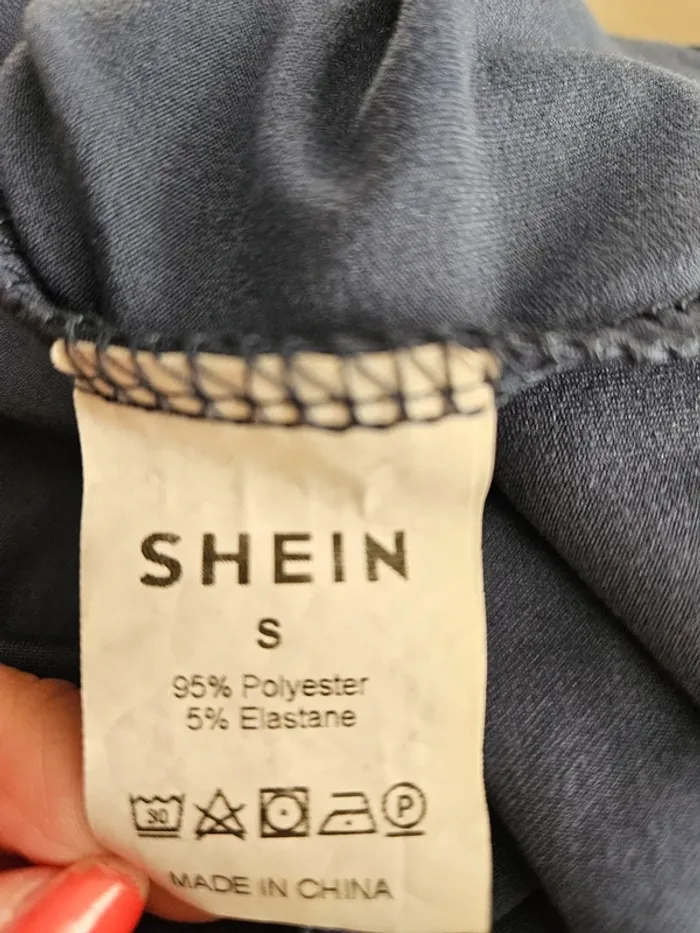 SHEIN
S
95% Polyester
5% Elastane
30 P
MADE IN CHINA